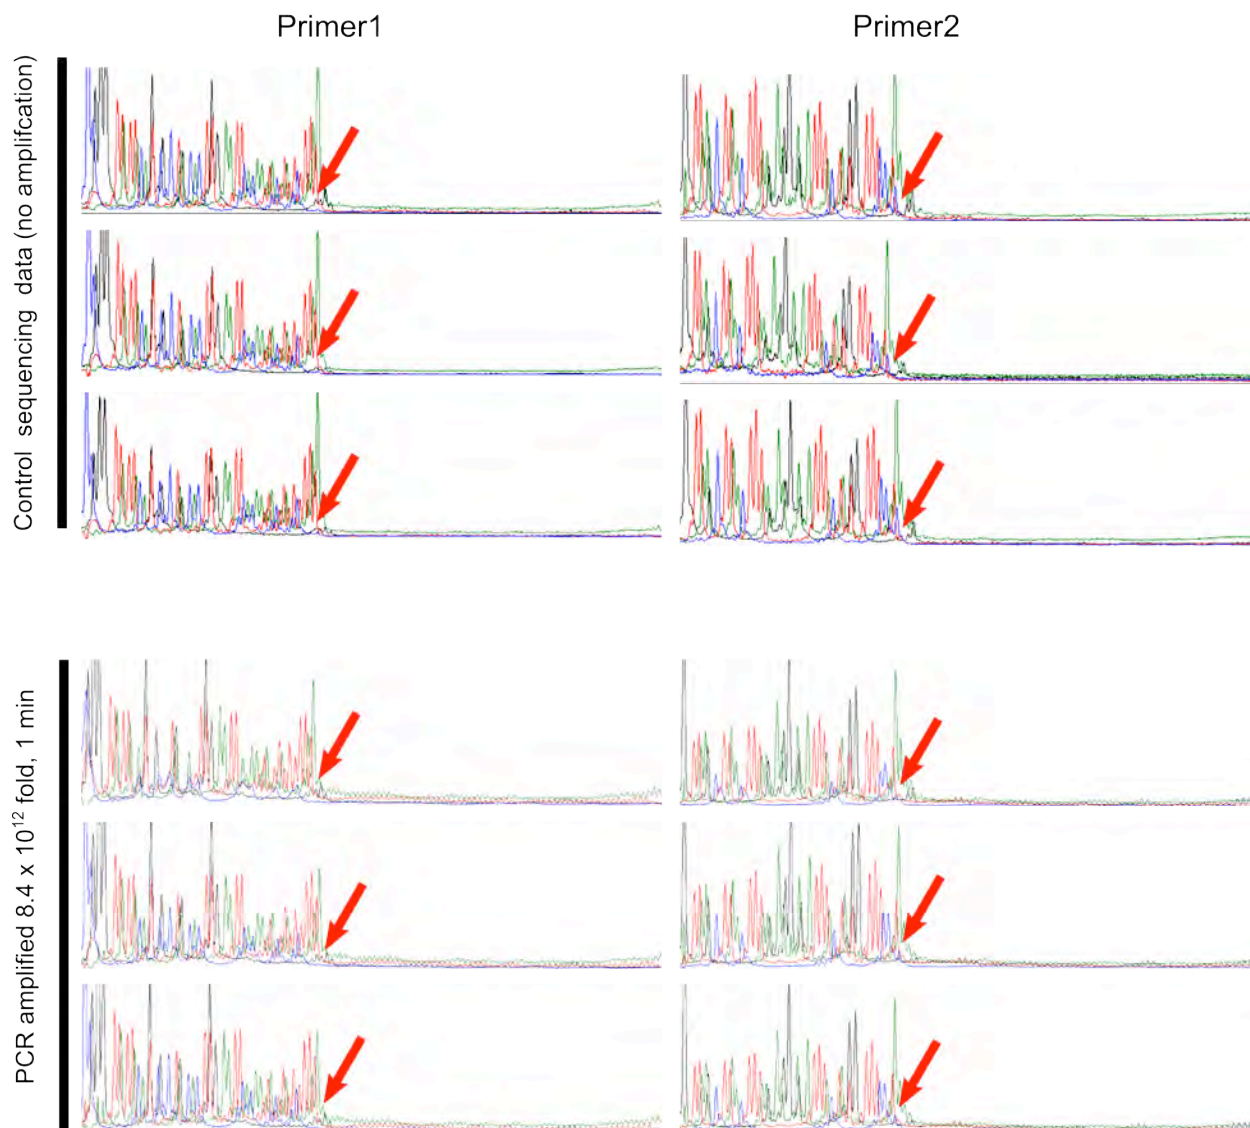 Primer1
Primer2
Control sequencing data (no amplifcation)
PCR amplified 8.4 x 10¹² fold, 1 min